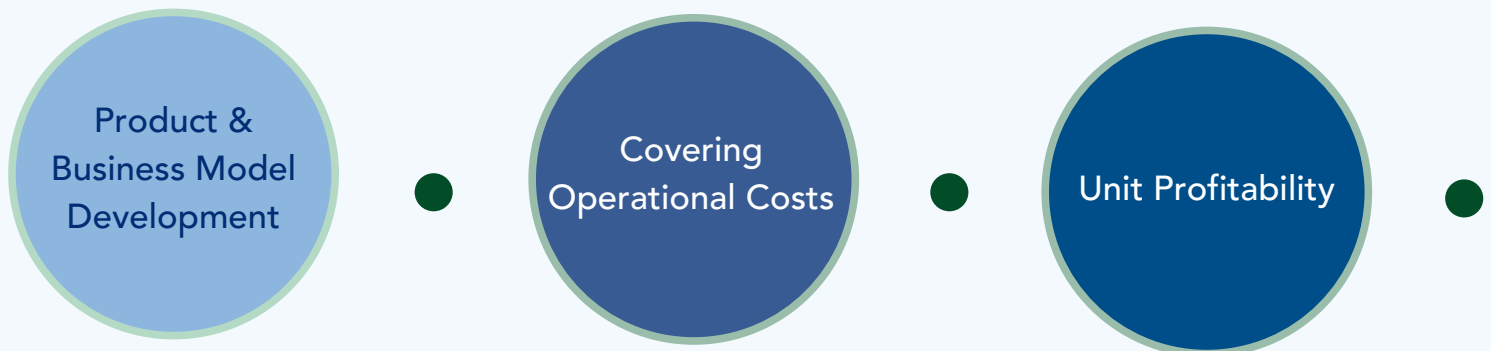 Product &
Business Model
Development
Covering
Operational Costs
Unit Profitability